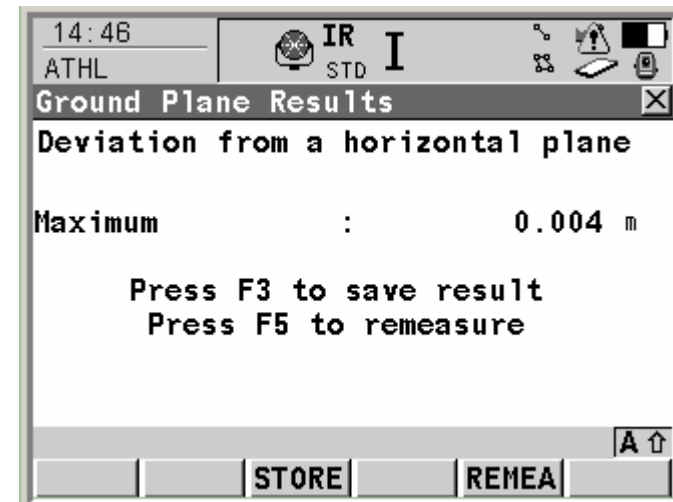 14:46
ATHL
IR
STD
I
Ground Plane Results
Deviation from a horizontal plane
Maximum : 0.004 m
Press F3 to save result
Press F5 to remeasure
A
STORE REMEA